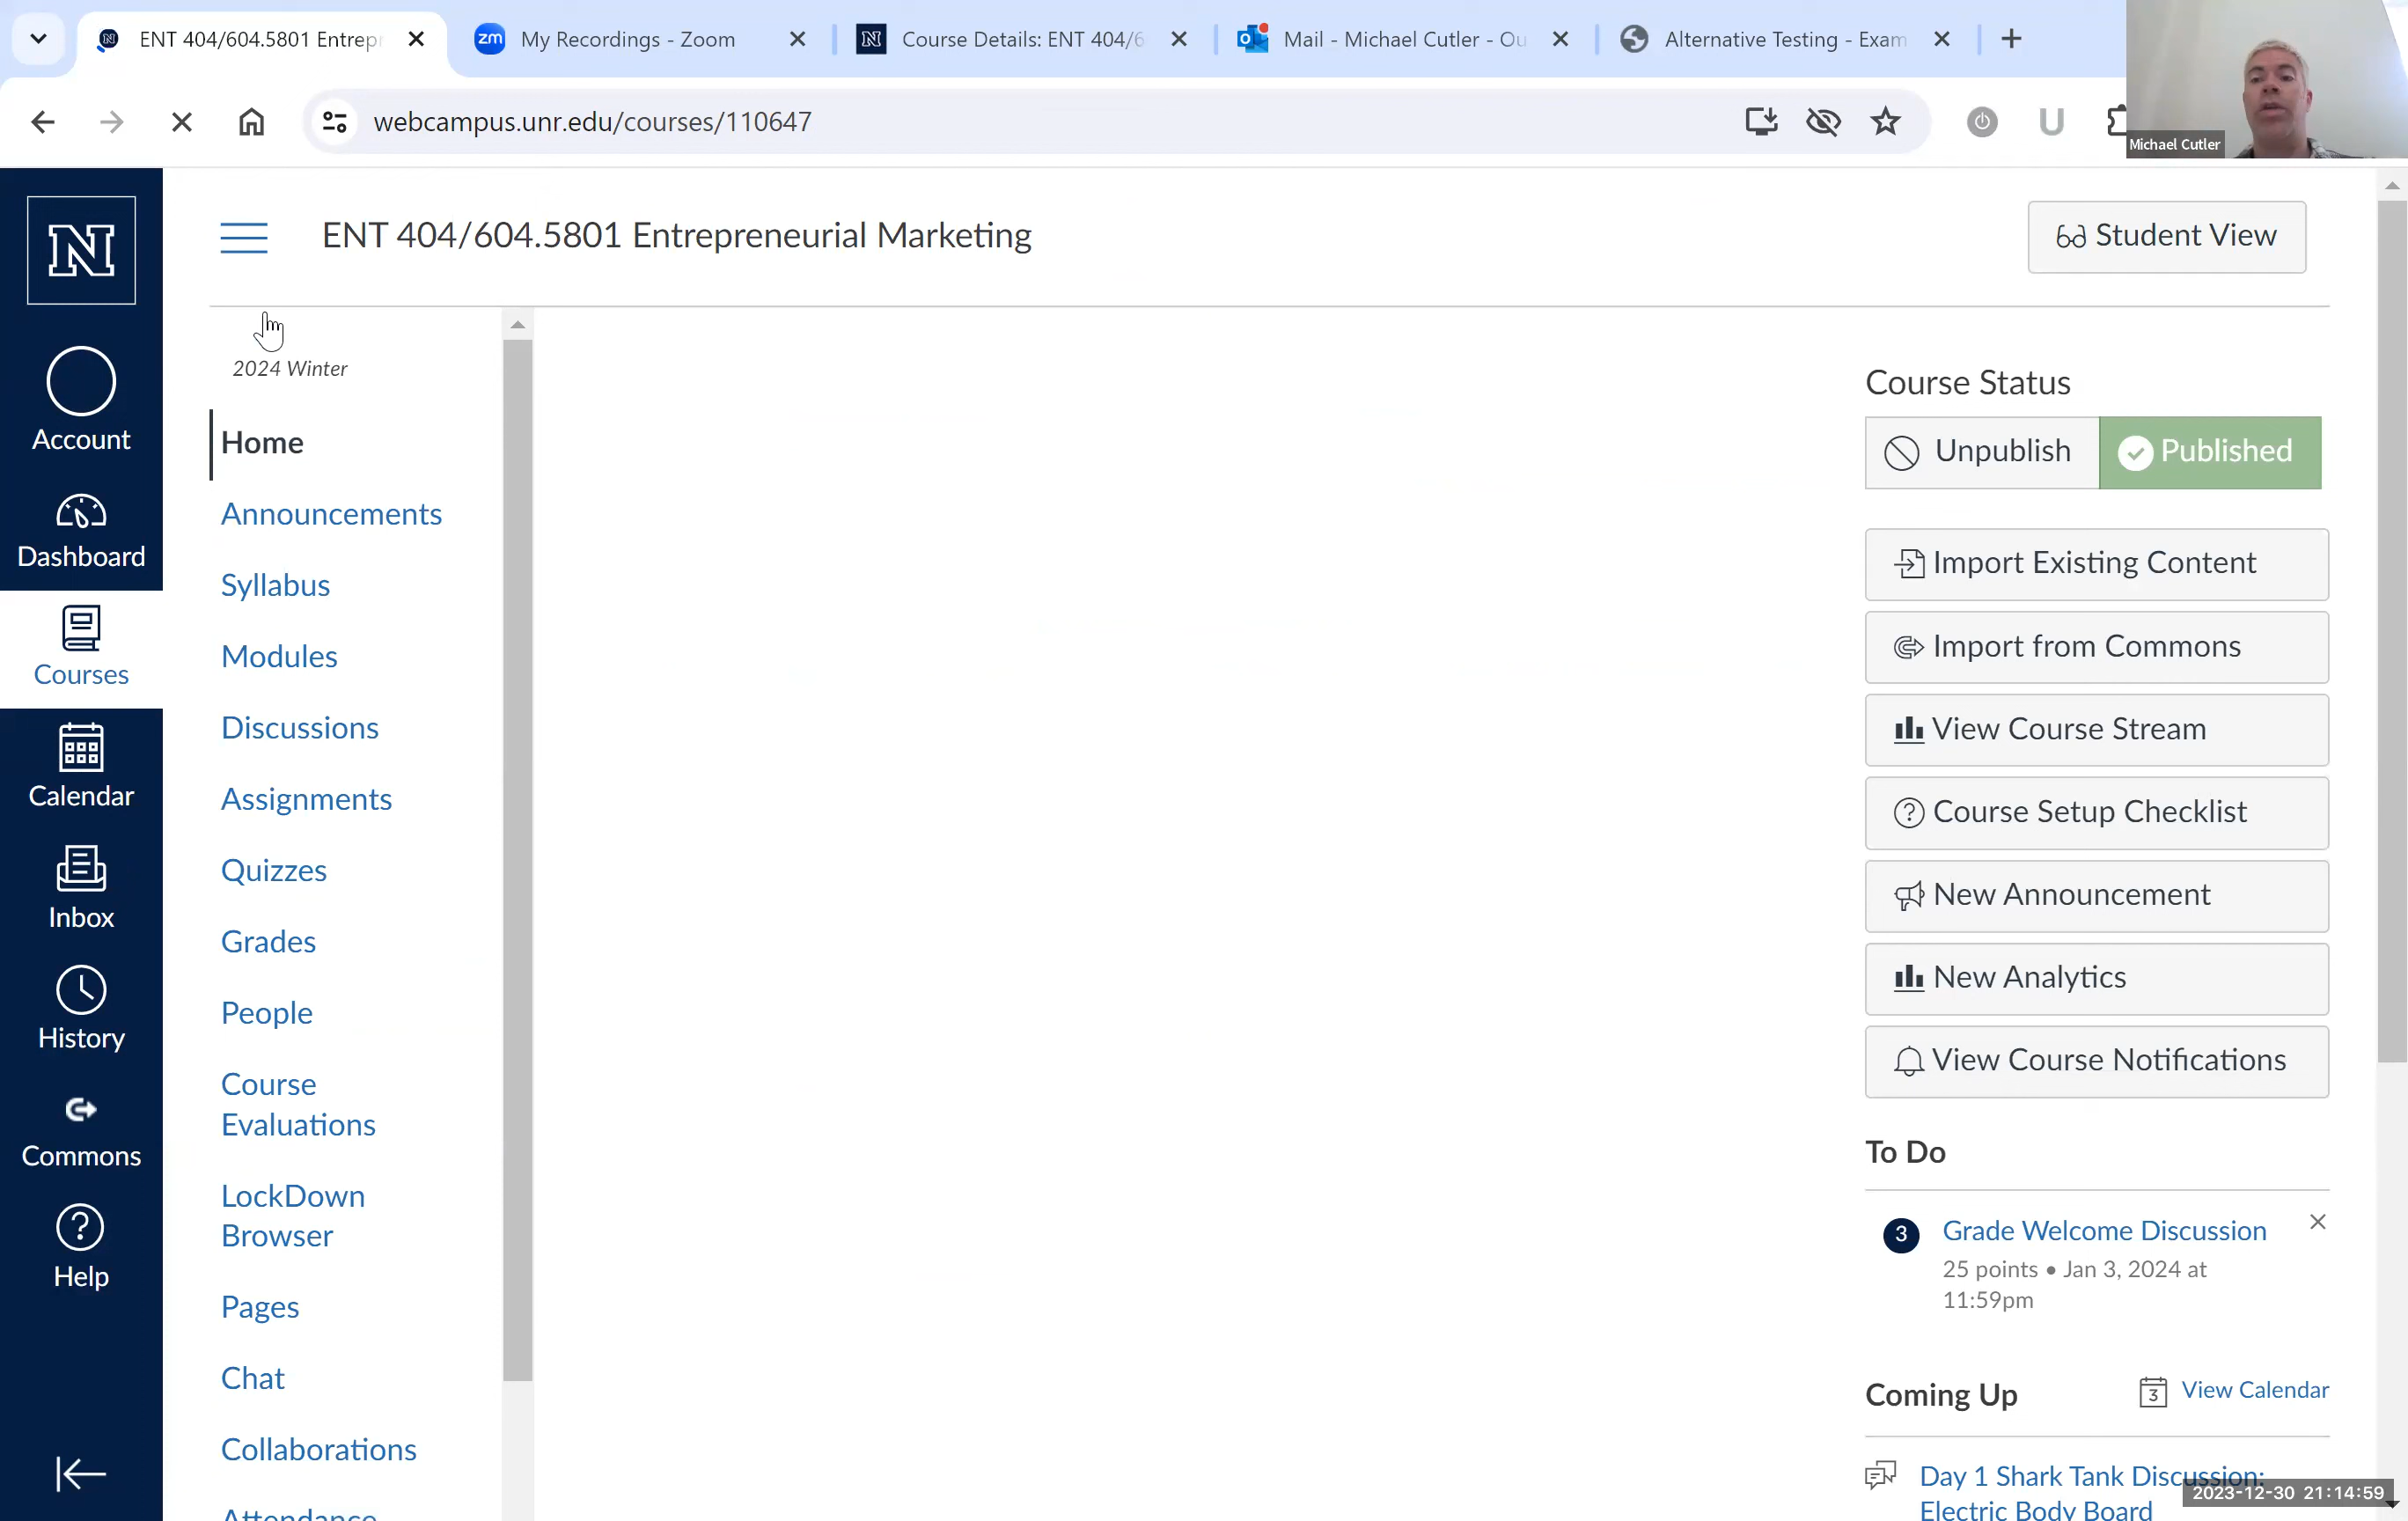 ENT 404/604.5801 Entrepr
zm
My Recordings - Zoom
N
Course Details: ENT 404/6
Mail - Michael Cutler - Ou
Alternative Testing - Exam
webcampus.unr.edu/courses/110647
U
Michael Cutler
N
ENT 404/604.5801 Entrepreneurial Marketing
Student View
Account
Dashboard
Courses
Calendar
Inbox
History
Commons
Help
2024 Winter
Home
Announcements
Syllabus
Modules
Discussions
Assignments
Quizzes
Grades
People
Course
Evaluations
LockDown
Browser
Pages
Chat
Collaborations
Attendance
Course Status
Unpublish
Published
Import Existing Content
Import from Commons
View Course Stream
Course Setup Checklist
New Announcement
New Analytics
View Course Notifications
To Do
3
Grade Welcome Discussion
25 points • Jan 3, 2024 at
11:59pm
Coming Up
3
View Calendar
Day 1 Shark Tank Discussion:
Electric Body Board
2023-12-30 21:14:59